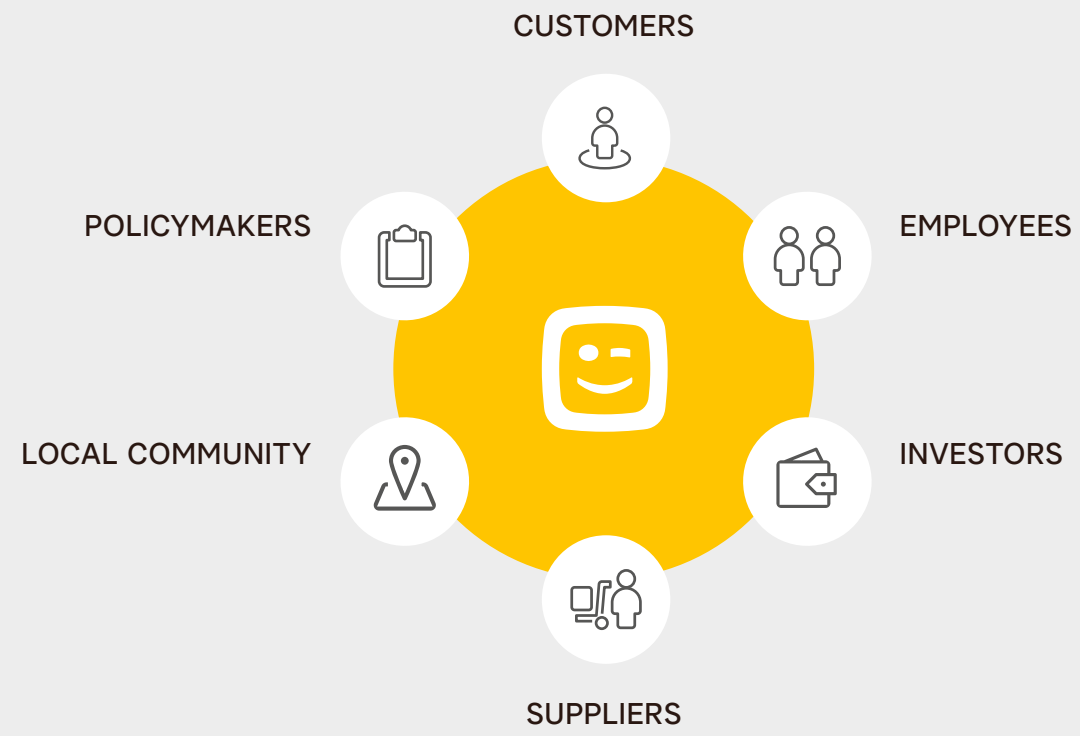 CUSTOMERS
POLICYMAKERS
EMPLOYEES
LOCAL COMMUNITY
INVESTORS
SUPPLIERS